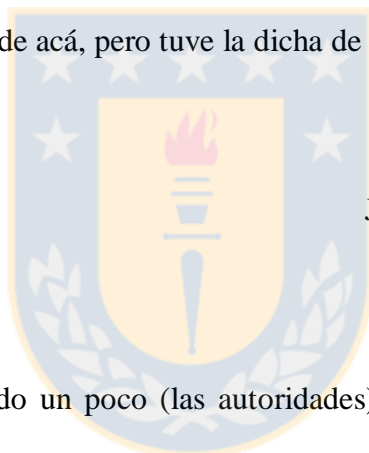 de acá, pero tuve la dicha de
do un poco (las autoridades)